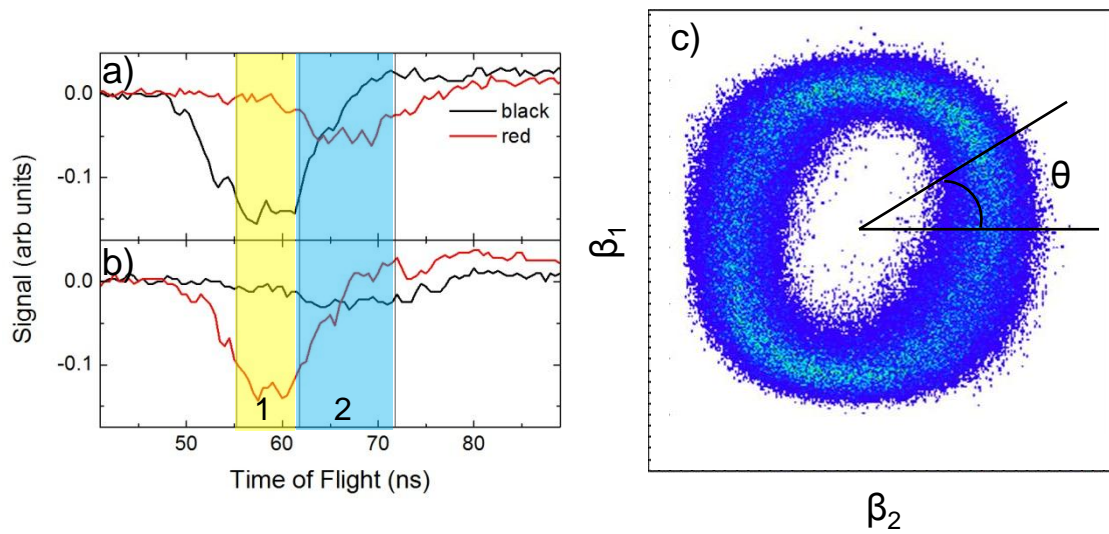 a)
0.0
-0.1
black
red
b)
0.0
-0.1
1 2
50 60 70 80
Time of Flight (ns)
Signal (arb units)
c)
θ
β₁
β₂